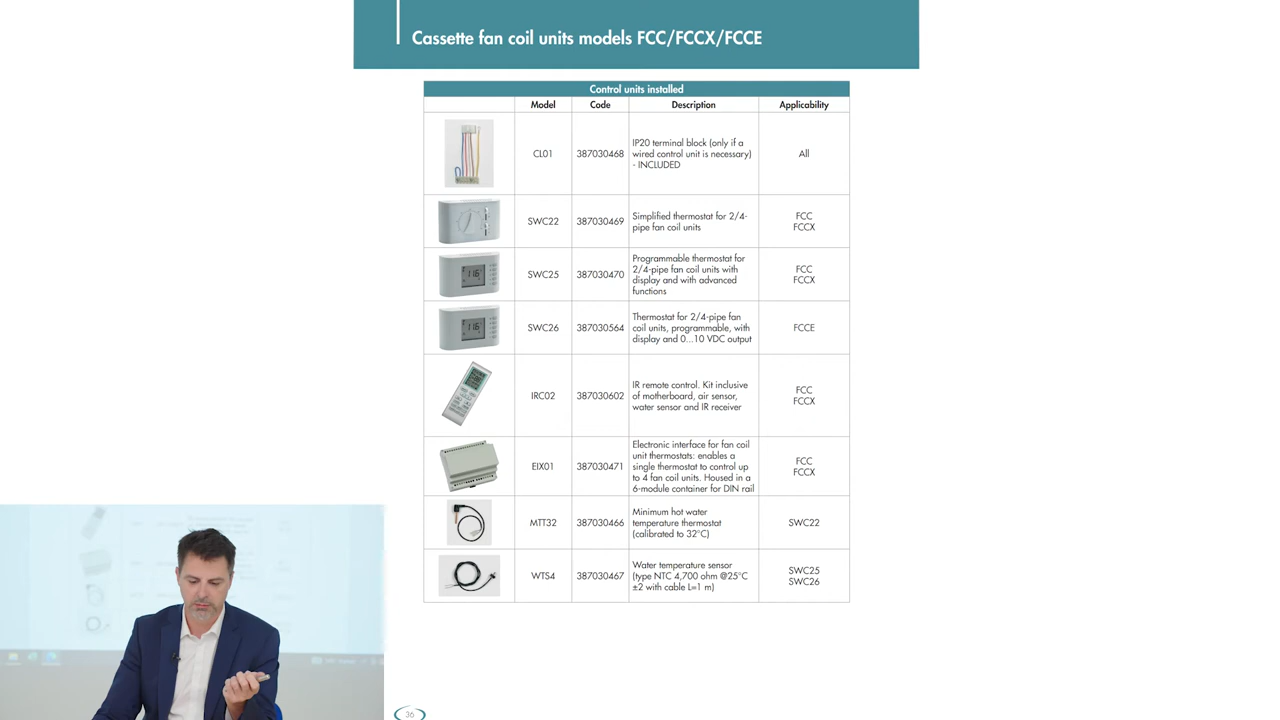 Cassette fan coil units models FCC/FCCX/FCCE
Control units installed
Model Code Description Applicability
CL01 387030468 IP20 terminal block (only if a
wired control unit is necessary)
- INCLUDED
All
SWC22 387030469 Simplified thermostat for 2/4-
pipe fan coil units
FCC
FCCX
SWC25 387030470 Programmable thermostat for
2/4-pipe fan coil units with
display and with advanced
functions
FCC
FCCX
SWC26 387030564 Thermostat for 2/4-pipe fan
coil units, programmable, with
display and 0...10 VDC output
FCCE
IRC02 387030602 IR remote control. Kit inclusive
of motherboard, air sensor,
water sensor and IR receiver
FCC
FCCX
EIX01 387030471 Electronic interface for fan coil
unit thermostats: enables a
single thermostat to control up
to 4 fan coil units. Housed in a
6-module container for DIN rail
FCC
FCCX
MTT32 387030466 Minimum hot water
temperature thermostat
(calibrated to 32°C)
SWC22
WTS4 387030467 Water temperature sensor
(type NTC 4,700 ohm @25°C
±2 with cable L=1 m)
SWC25
SWC26
36